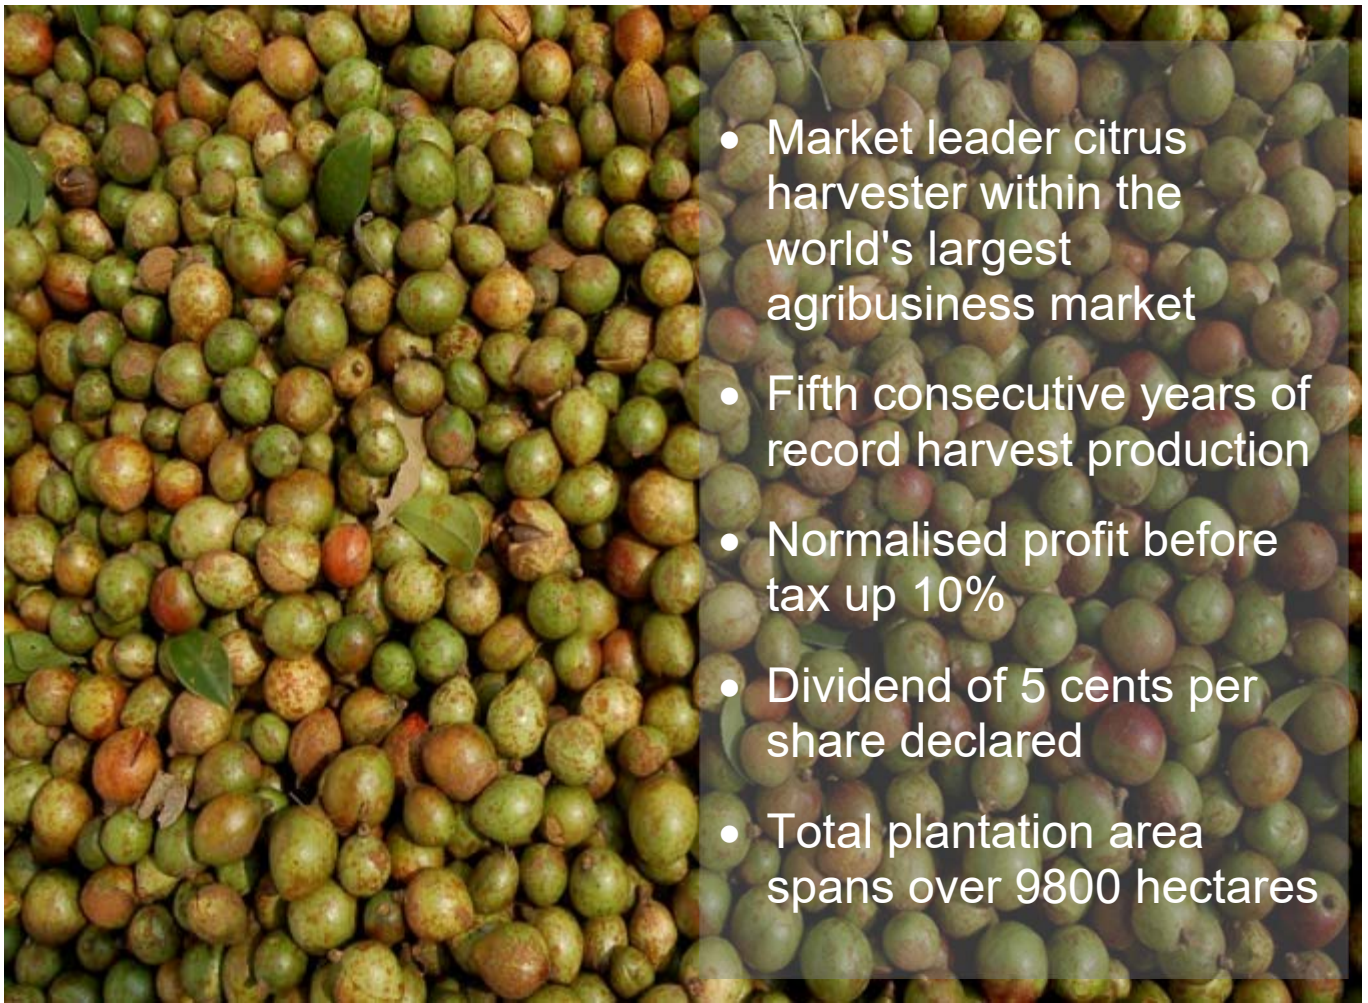 • Market leader citrus
harvester within the
world's largest
agribusiness market
• Fifth consecutive years of
record harvest production
• Normalised profit before
tax up 10%
• Dividend of 5 cents per
share declared
• Total plantation area
spans over 9800 hectares